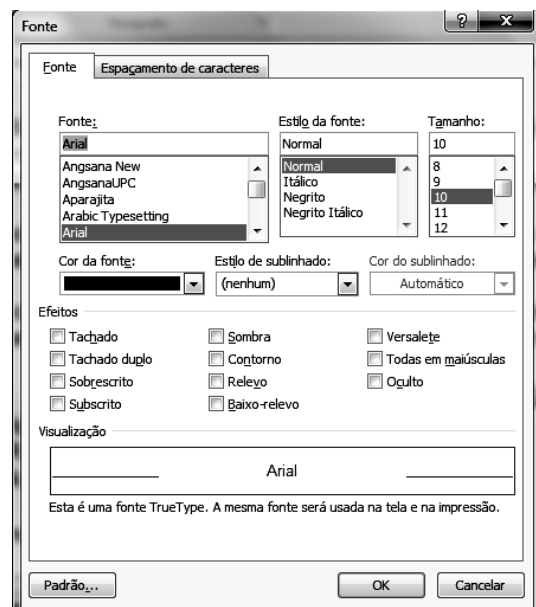 Fonte
Fonte Espaçamento de caracteres
Fonte: Estilo da fonte: Tamanho:
Arial Normal 10
Angsana New Normal 8
AngsanaUPC Itálico 9
Aparajita Negrito 10
Arabic Typesetting Negrito Itálico 11
Arial 12
Cor da fonte: Estilo de sublinhado: Cor do sublinhado:
(nenhum) Automático
Efeitos
Tachado Sombra Versalete
Tachado duplo Contorno Todas em maiúsculas
Sobrescrito Relevo Oculto
Subscrito Baixo-relevo
Visualização
Arial
Esta é uma fonte TrueType. A mesma fonte será usada na tela e na impressão.
Padrão... OK Cancelar